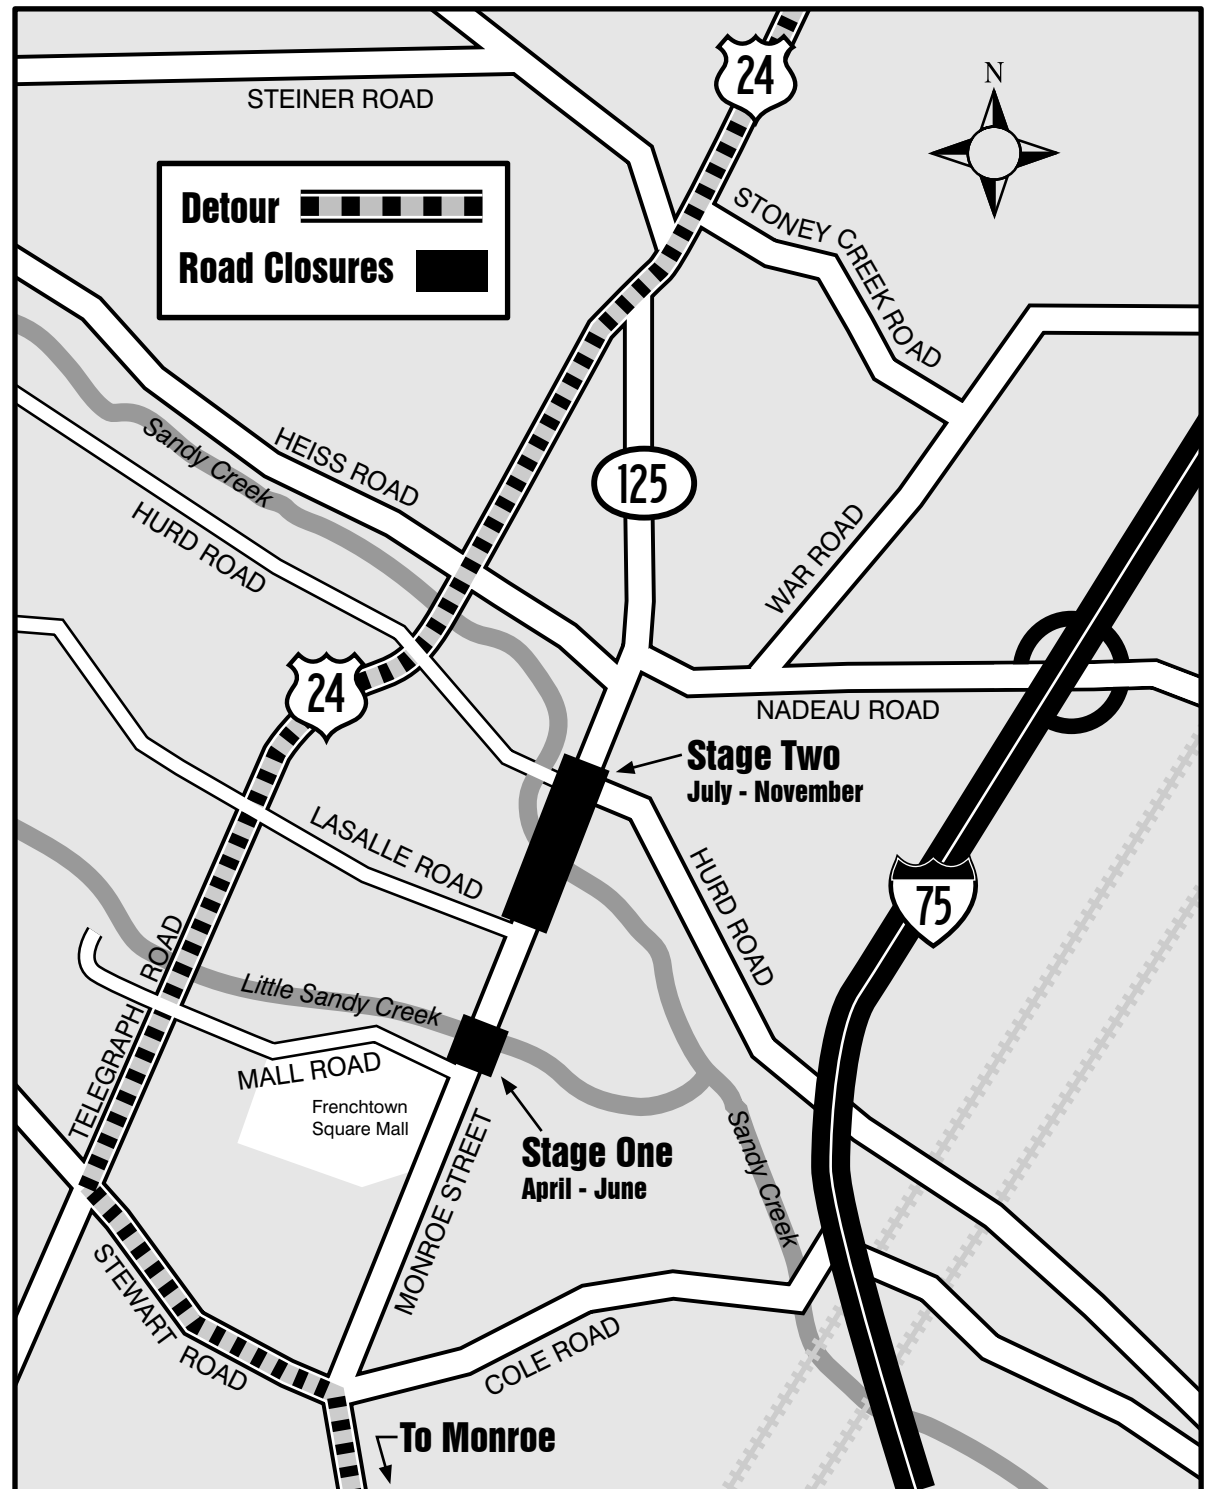 24
N
STEINER ROAD
Detour
Road Closures
STONEY CREEK ROAD
Sandy Creek
HEISS ROAD
HURD ROAD
125
WAR ROAD
24
NADEAU ROAD
Stage Two
July - November
LASALLE ROAD
HURD ROAD
75
TELEGRAPH ROAD
Little Sandy Creek
MALL ROAD
Frenchtown
Square Mall
MONROE STREET
Stage One
April - June
Sandy Creek
STEWART ROAD
COLE ROAD
To Monroe